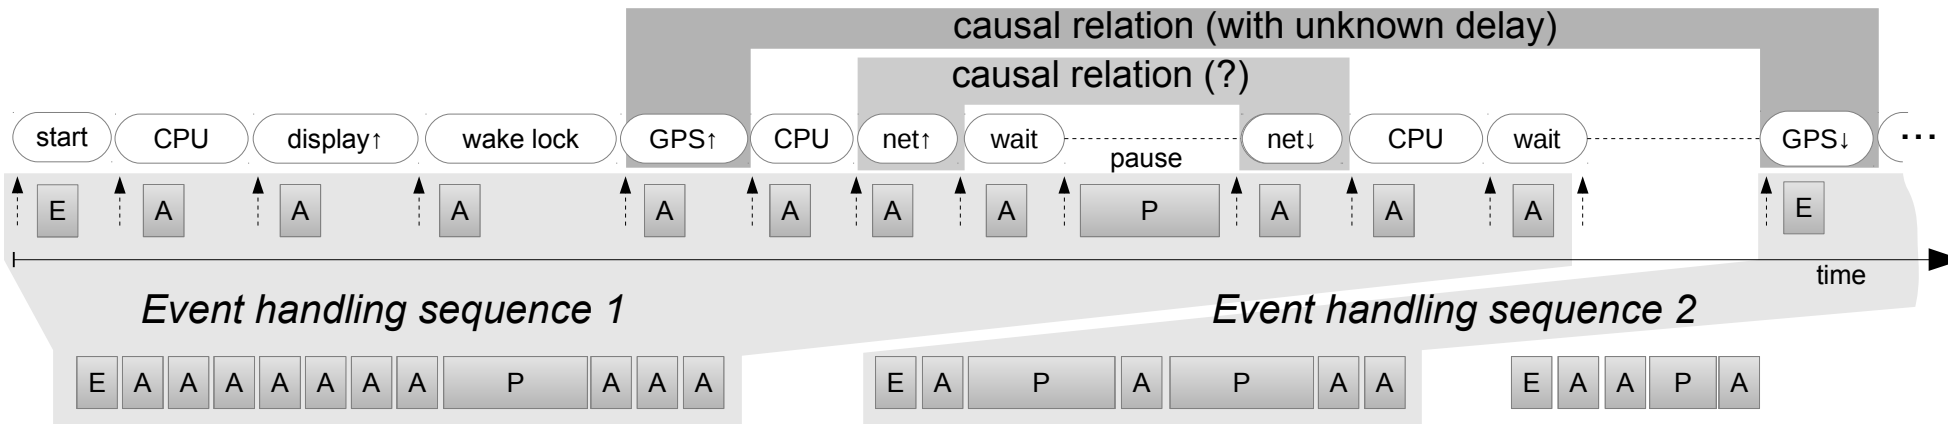 causal relation (with unknown delay)
causal relation (?)
start CPU display↑ wake lock GPS↑ CPU net↑ wait net↓ CPU wait GPS↓ ...
pause
E A A A A A A A P A A A E
time
Event handling sequence 1 Event handling sequence 2
E A A A A A A A P A A A E A P A P A A E A A P A